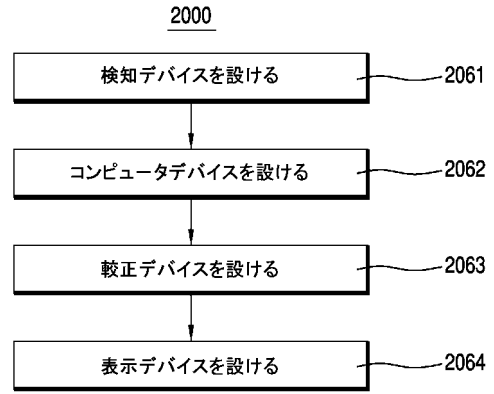 2000
検知デバイスを設ける 2061
コンピュータデバイスを設ける 2062
較正デバイスを設ける 2063
表示デバイスを設ける 2064